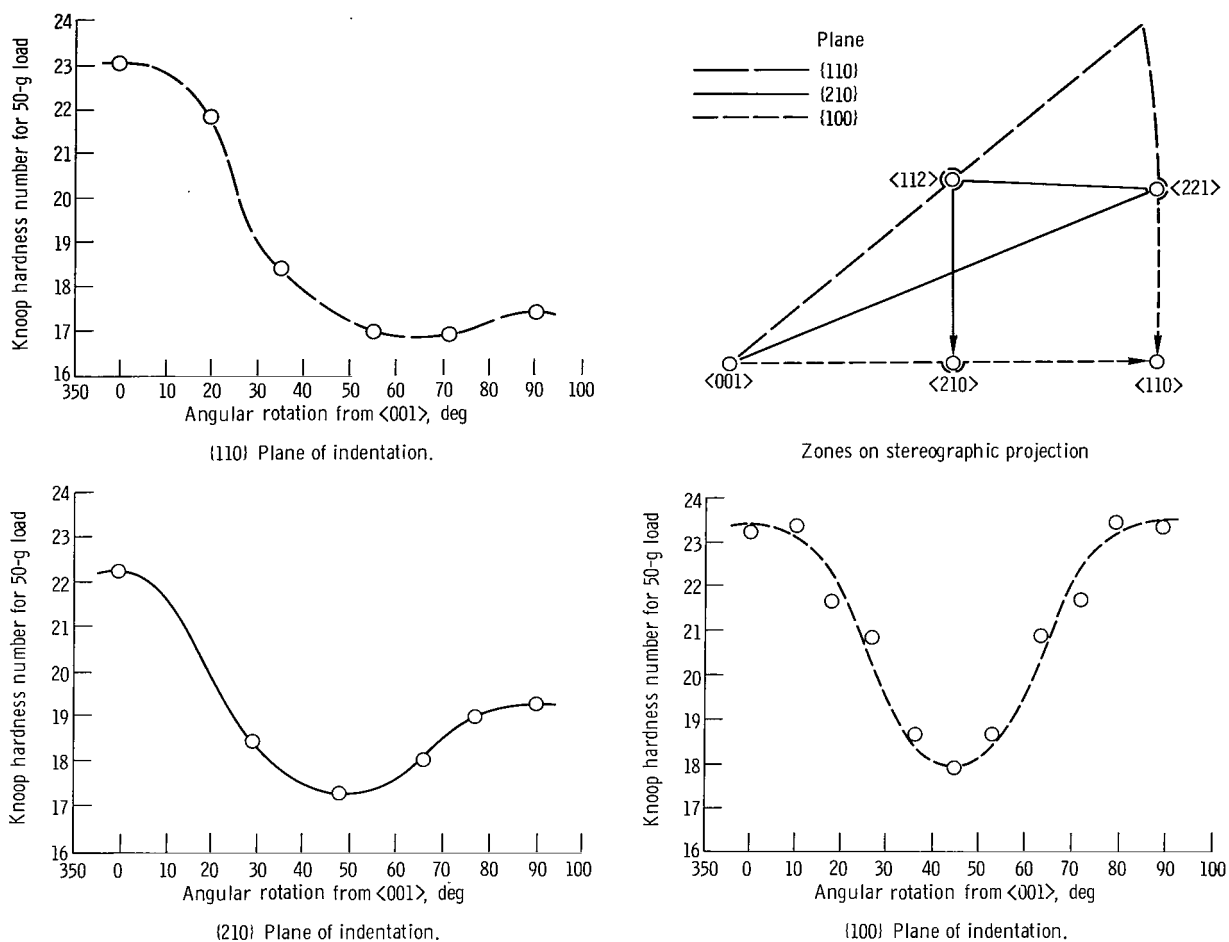 Knoop hardness number for 50-g load
24
23
22
21
20
19
18
17
16
350 0 10 20 30 40 50 60 70 80 90 100
Angular rotation from <001>, deg
{110} Plane of indentation.
Plane
{110}
{210}
{100}
<112>
<221>
<001>
<210>
<110>
Zones on stereographic projection
Knoop hardness number for 50-g load
24
23
22
21
20
19
18
17
16
350 0 10 20 30 40 50 60 70 80 90 100
Angular rotation from <001>, deg
{210} Plane of indentation.
Knoop hardness number for 50-g load
24
23
22
21
20
19
18
17
16
350 0 10 20 30 40 50 60 70 80 90 100
Angular rotation from <001>, deg
{100} Plane of indentation.